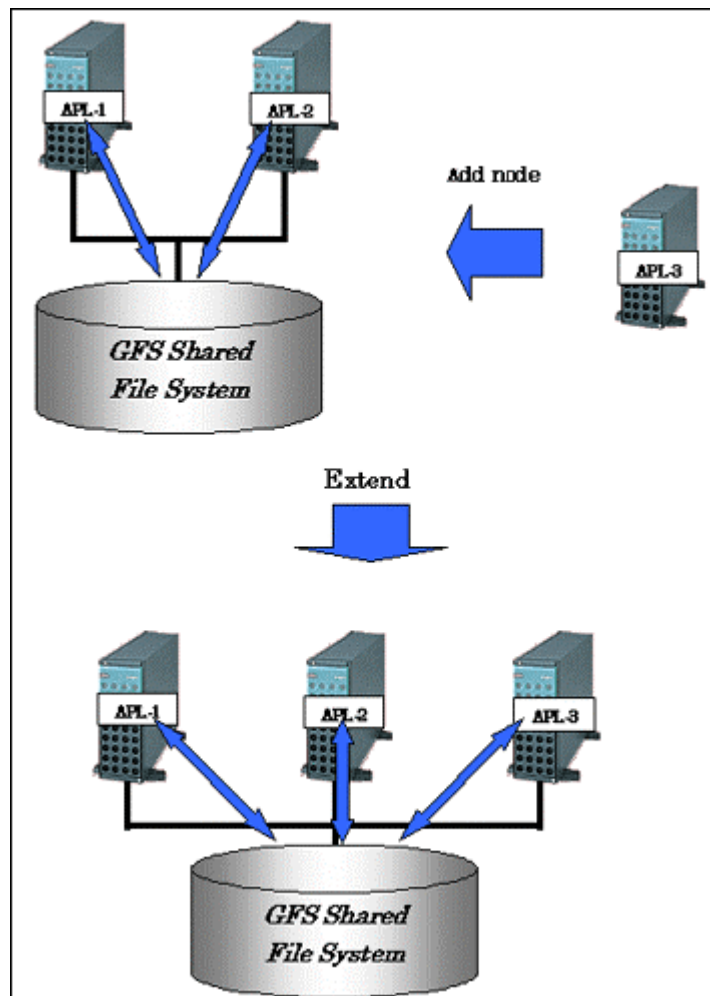 APL-1
APL-2
Add node
APL-3
GFS Shared
File System
Extend
APL-1
APL-2
APL-3
GFS Shared
File System